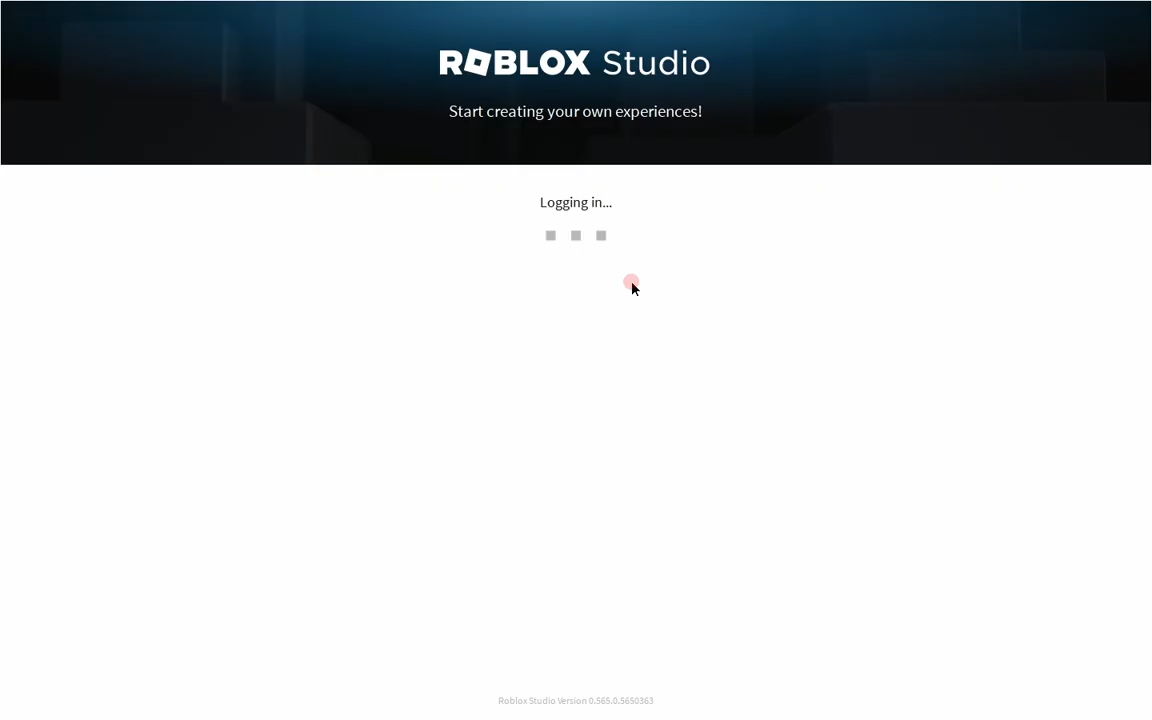 ROBLOX Studio
Start creating your own experiences!
Logging in...
Roblox Studio Version 0.565.0.5650363